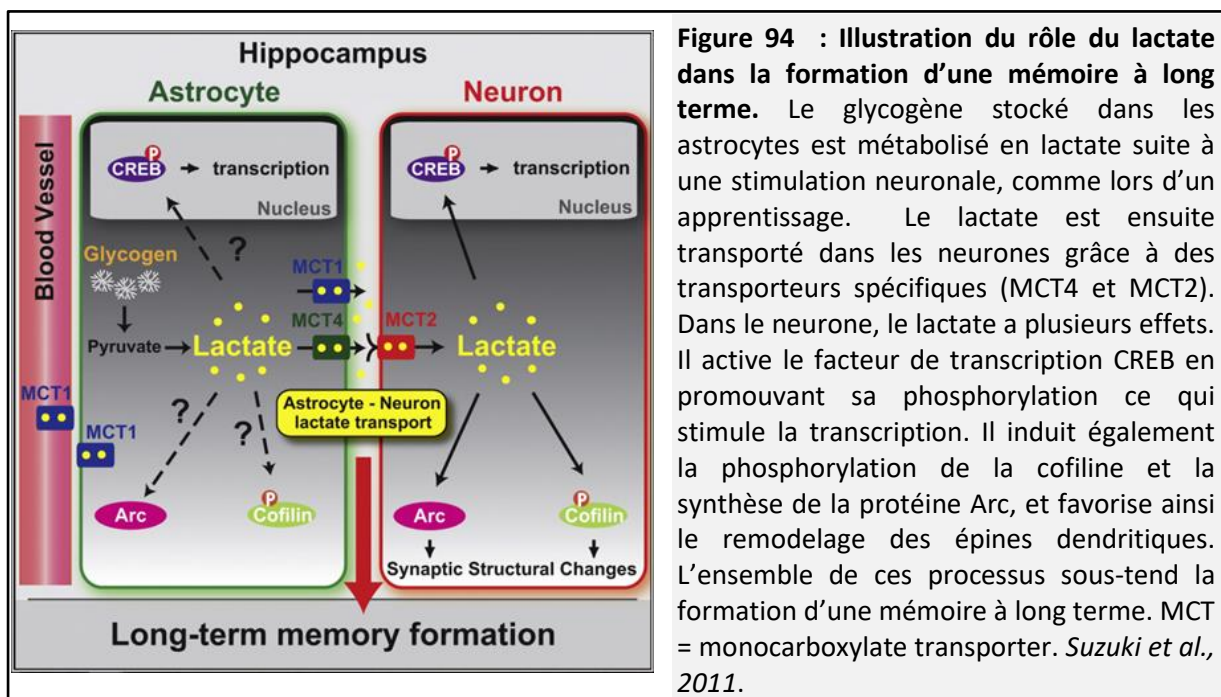 Hippocampus
Astrocyte
Neuron
Blood Vessel
P
CREB
transcription
Nucleus
P
CREB
transcription
Nucleus
?
Glycogen
MCT1
MCT4
MCT2
Pyruvate
Lactate
Lactate
MCT1
MCT1
?
?
Astrocyte - Neuron
lactate transport
Arc
P
Cofilin
Arc
P
Cofilin
Synaptic Structural Changes
Long-term memory formation
Figure 94 : Illustration du rôle du lactate
dans la formation d’une mémoire à long
terme. Le glycogène stocké dans les
astrocytes est métabolisé en lactate suite à
une stimulation neuronale, comme lors d’un
apprentissage. Le lactate est ensuite
transporté dans les neurones grâce à des
transporteurs spécifiques (MCT4 et MCT2).
Dans le neurone, le lactate a plusieurs effets.
Il active le facteur de transcription CREB en
promouvant sa phosphorylation ce qui
stimule la transcription. Il induit également
la phosphorylation de la cofiline et la
synthèse de la protéine Arc, et favorise ainsi
le remodelage des épines dendritiques.
L’ensemble de ces processus sous-tend la
formation d’une mémoire à long terme. MCT
= monocarboxylate transporter. Suzuki et al.,
2011.